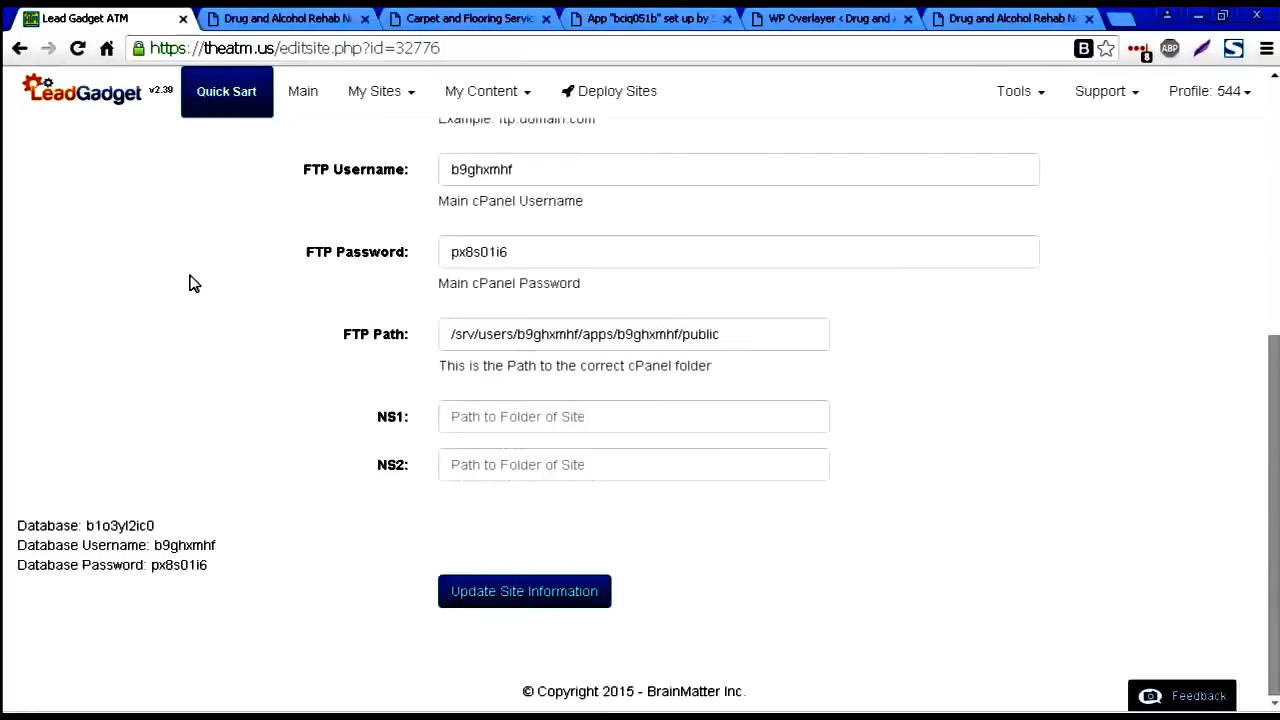 Lead Gadget ATM
Drug and Alcohol Rehab N
Carpet and Flooring Servic
App "bciq051b" set up by
WP Overlayer < Drug and
Drug and Alcohol Rehab N
https://theatm.us/editsite.php?id=32776
B
8
ABP
S
LeadGadget v2.39
Quick Sart
Main
My Sites
My Content
Deploy Sites
Tools
Support
Profile: 544
Example: ftp.domain.com
FTP Username: b9ghxmhf
Main cPanel Username
FTP Password: px8s01i6
Main cPanel Password
FTP Path: /srv/users/b9ghxmhf/apps/b9ghxmhf/public
This is the Path to the correct cPanel folder
NS1: Path to Folder of Site
NS2: Path to Folder of Site
Database: b1o3yl2ic0
Database Username: b9ghxmhf
Database Password: px8s01i6
Update Site Information
© Copyright 2015 - BrainMatter Inc.
Feedback